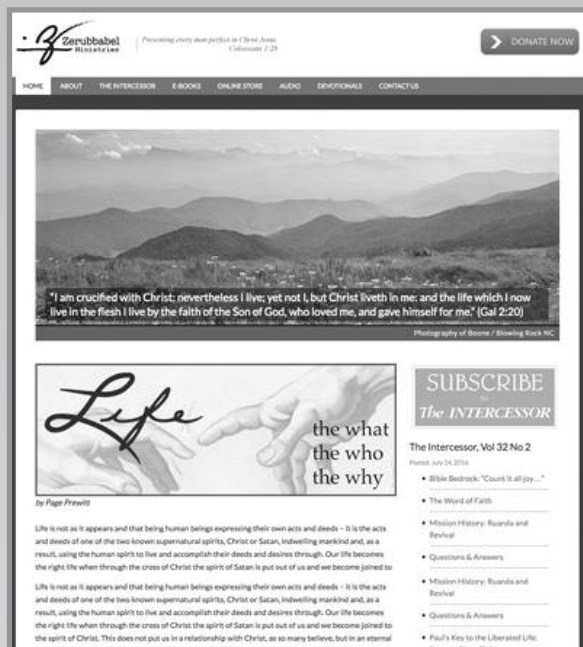 Zerubbabel
Ministries
Presenting every man perfect in Christ Jesus.
Colossians 1:28
DONATE NOW
HOME ABOUT THE INTERCESSOR E-BOOKS ONLINE STORE AUDIO DEVOTIONALS CONTACT US
"I am crucified with Christ: nevertheless I live; yet not I, but Christ liveth in me: and the life which I now
live in the flesh I live by the faith of the Son of God, who loved me, and gave himself for me." (Gal 2:20)
Photography of Boone / Blowing Rock NC
Life
the what
the who
the why
by Page Prewitt
Life is not as it appears and that being human beings expressing their own acts and deeds – it is the acts
and deeds of one of the two known supernatural spirits, Christ or Satan, indwelling mankind and, as a
result, using the human spirit to live and accomplish their deeds and desires through. Our life becomes
the right life when through the cross of Christ the spirit of Satan is put out of us and we become joined to
Life is not as it appears and that being human beings expressing their own acts and deeds – it is the acts
and deeds of one of the two known supernatural spirits, Christ or Satan, indwelling mankind and, as a
result, using the human spirit to live and accomplish their deeds and desires through. Our life becomes
the right life when through the cross of Christ the spirit of Satan is put out of us and we become joined to
the spirit of Christ. This does not put us in a relationship with Christ, as so many believe, but in an eternal
SUBSCRIBE
TO
The INTERCESSOR
The Intercessor, Vol 32 No 2
Posted: July 14, 2016
Bible Bedrock: "Count it all joy…"
The Word of Faith
Mission History: Ruanda and
Revival
Questions & Answers
Mission History: Ruanda and
Revival
Questions & Answers
Paul's Key to the Liberated Life: